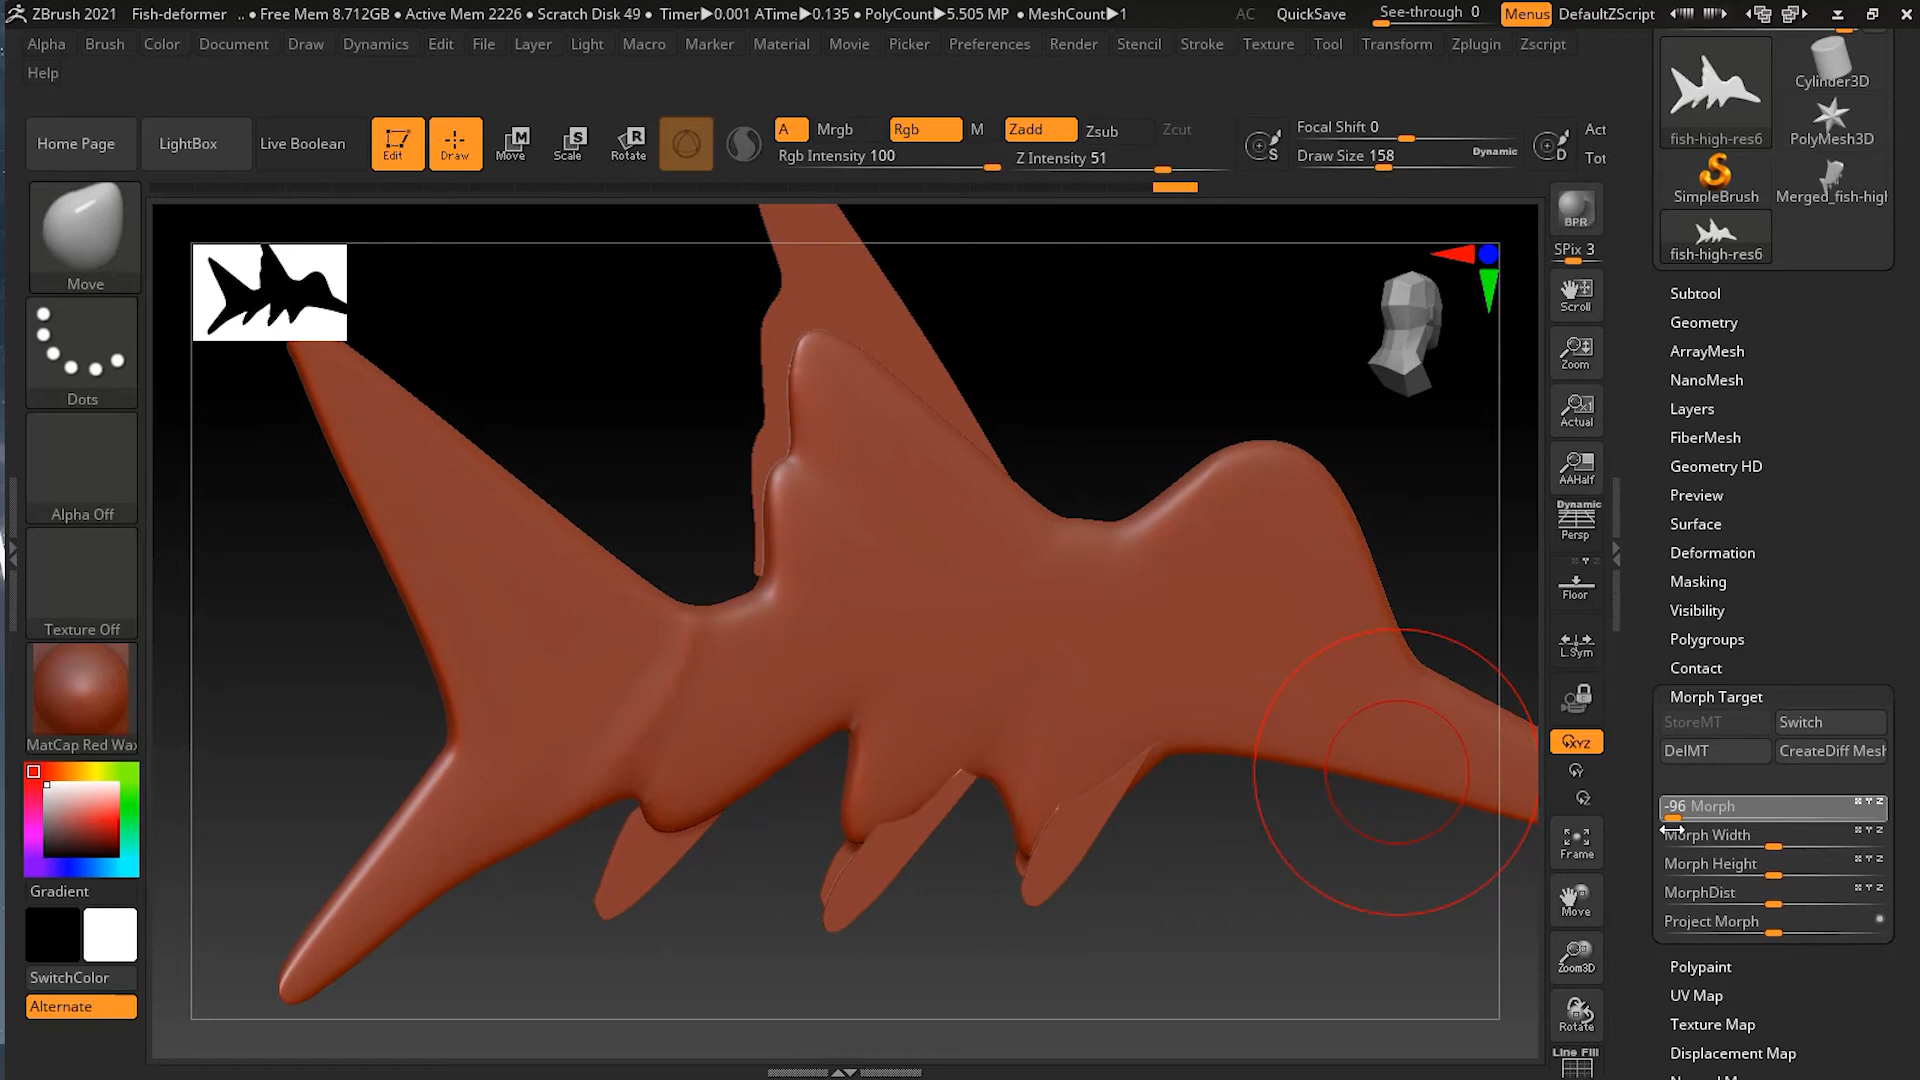 ZBrush 2021 Fish-deformer .. • Free Mem 8.712GB • Active Mem 2226 • Scratch Disk 49 • Timer▶0.001 ATime▶0.135 • PolyCount▶5.505 MP • MeshCount▶1 AC QuickSave See-through 0 Menus DefaultZScript
Alpha Brush Color Document Draw Dynamics Edit File Layer Light Macro Marker Material Movie Picker Preferences Render Stencil Stroke Texture Tool Transform Zplugin Zscript
Help
Home Page LightBox Live Boolean Edit Draw Move Scale Rotate
A Mrgb Rgb M Zadd Zsub Zcut
Rgb Intensity 100 Z Intensity 51
Focal Shift 0
Draw Size 158 Dynamic
S
D
Act
Tot
Move
Dots
Alpha Off
Texture Off
MatCap Red Wax
Gradient
SwitchColor
Alternate
BPR
SPix 3
Scroll
Zoom
Actual
AAHalf
Dynamic
Persp
Floor
L.Sym
XYZ
Y
Z
Frame
Move
Zoom3D
Rotate
Line Fill
fish-high-res6
Cylinder3D
PolyMesh3D
SimpleBrush
Merged_fish-high
fish-high-res6
Subtool
Geometry
ArrayMesh
NanoMesh
Layers
FiberMesh
Geometry HD
Preview
Surface
Deformation
Masking
Visibility
Polygroups
Contact
Morph Target
StoreMT Switch
DelMT CreateDiff Mesh
-96 Morph X Y Z
Morph Width X Y Z
Morph Height X Y Z
MorphDist X Y Z
Project Morph
Polypaint
UV Map
Texture Map
Displacement Map